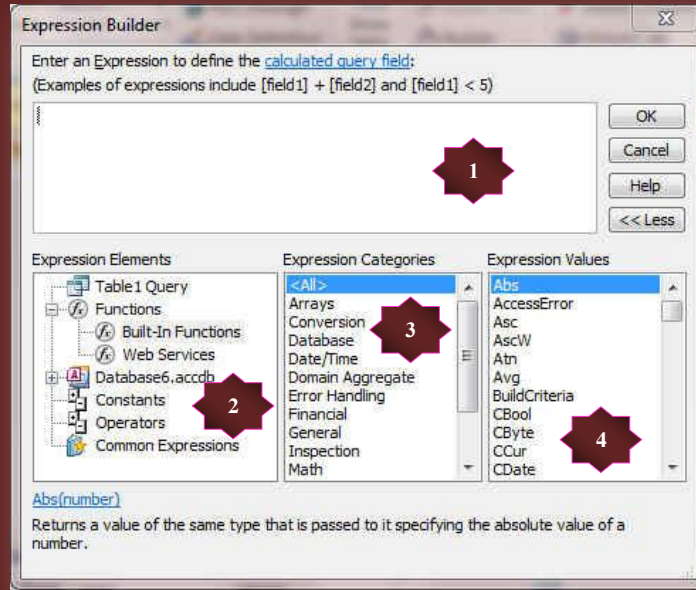 Expression Builder
Enter an Expression to define the calculated query field:
(Examples of expressions include [field1] + [field2] and [field1] < 5)
OK
Cancel
Help
<< Less
1
Expression Elements
Table1 Query
Functions
Built-In Functions
Web Services
Database6.accdb
Constants
Operators
Common Expressions
2
Expression Categories
<All>
Arrays
Conversion
Database
Date/Time
Domain Aggregate
Error Handling
Financial
General
Inspection
Math
3
Expression Values
Abs
AccessError
Asc
AscW
Atn
Avg
BuildCriteria
CBool
CByte
CCur
CDate
4
Abs(number)
Returns a value of the same type that is passed to it specifying the absolute value of a
number.